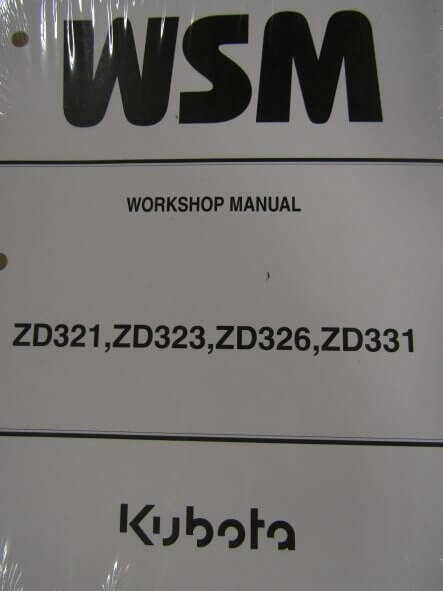 WSM
WORKSHOP MANUAL
ZD321,ZD323,ZD326,ZD331
Kubota